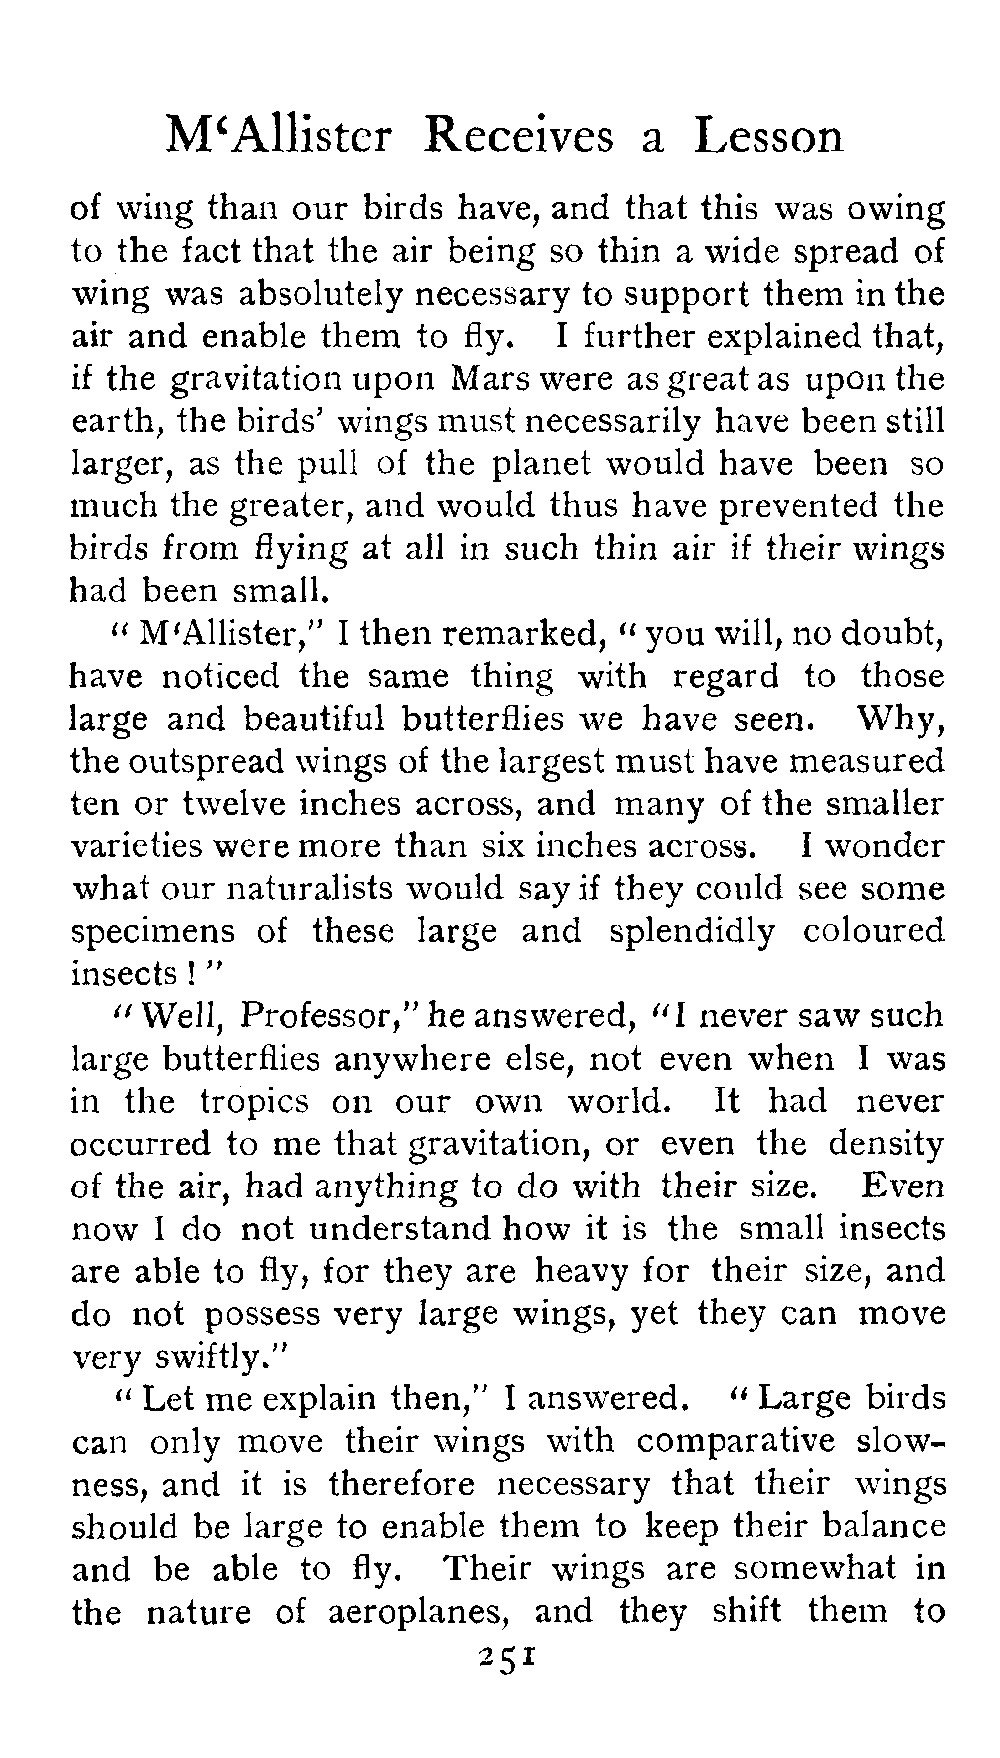 M‘Allister Receives a Lesson
of wing than our birds have, and that this was owing
to the fact that the air being so thin a wide spread of
wing was absolutely necessary to support them in the
air and enable them to fly. I further explained that,
if the gravitation upon Mars were as great as upon the
earth, the birds’ wings must necessarily have been still
larger, as the pull of the planet would have been so
much the greater, and would thus have prevented the
birds from flying at all in such thin air if their wings
had been small.
“ M‘Allister,” I then remarked, “ you will, no doubt,
have noticed the same thing with regard to those
large and beautiful butterflies we have seen. Why,
the outspread wings of the largest must have measured
ten or twelve inches across, and many of the smaller
varieties were more than six inches across. I wonder
what our naturalists would say if they could see some
specimens of these large and splendidly coloured
insects ! ”
“ Well, Professor,” he answered, “I never saw such
large butterflies anywhere else, not even when I was
in the tropics on our own world. It had never
occurred to me that gravitation, or even the density
of the air, had anything to do with their size. Even
now I do not understand how it is the small insects
are able to fly, for they are heavy for their size, and
do not possess very large wings, yet they can move
very swiftly.”
“ Let me explain then,” I answered. “ Large birds
can only move their wings with comparative slow-
ness, and it is therefore necessary that their wings
should be large to enable them to keep their balance
and be able to fly. Their wings are somewhat in
the nature of aeroplanes, and they shift them to
251